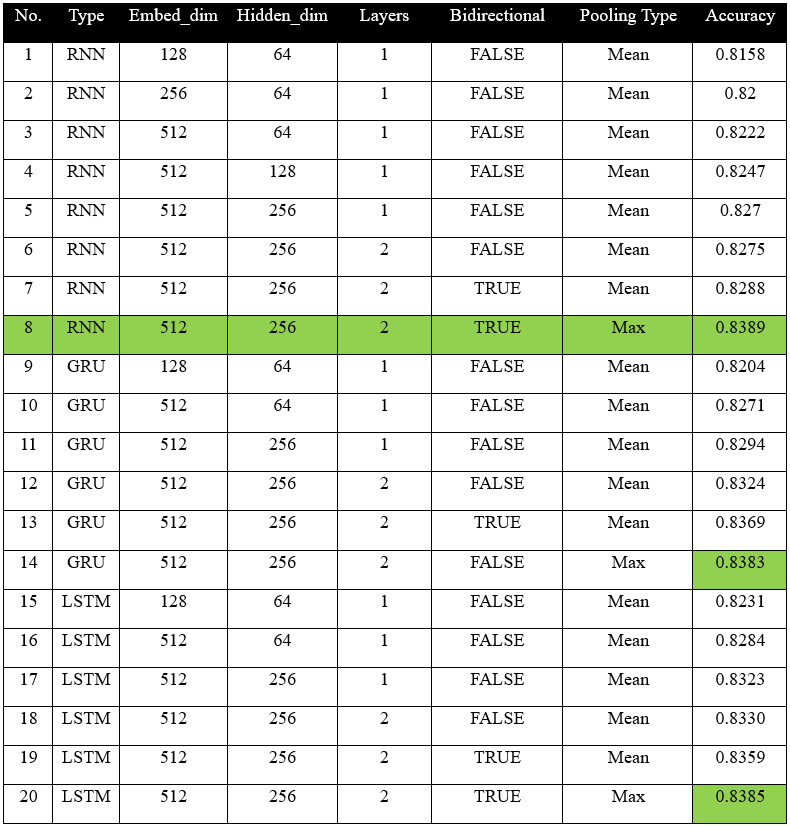 No. Type Embed_dim Hidden_dim Layers Bidirectional Pooling Type Accuracy
1 RNN 128 64 1 FALSE Mean 0.8158
2 RNN 256 64 1 FALSE Mean 0.82
3 RNN 512 64 1 FALSE Mean 0.8222
4 RNN 512 128 1 FALSE Mean 0.8247
5 RNN 512 256 1 FALSE Mean 0.827
6 RNN 512 256 2 FALSE Mean 0.8275
7 RNN 512 256 2 TRUE Mean 0.8288
8 RNN 512 256 2 TRUE Max 0.8389
9 GRU 128 64 1 FALSE Mean 0.8204
10 GRU 512 64 1 FALSE Mean 0.8271
11 GRU 512 256 1 FALSE Mean 0.8294
12 GRU 512 256 2 FALSE Mean 0.8324
13 GRU 512 256 2 TRUE Mean 0.8369
14 GRU 512 256 2 FALSE Max 0.8383
15 LSTM 128 64 1 FALSE Mean 0.8231
16 LSTM 512 64 1 FALSE Mean 0.8284
17 LSTM 512 256 1 FALSE Mean 0.8323
18 LSTM 512 256 2 FALSE Mean 0.8330
19 LSTM 512 256 2 TRUE Mean 0.8359
20 LSTM 512 256 2 TRUE Max 0.8385